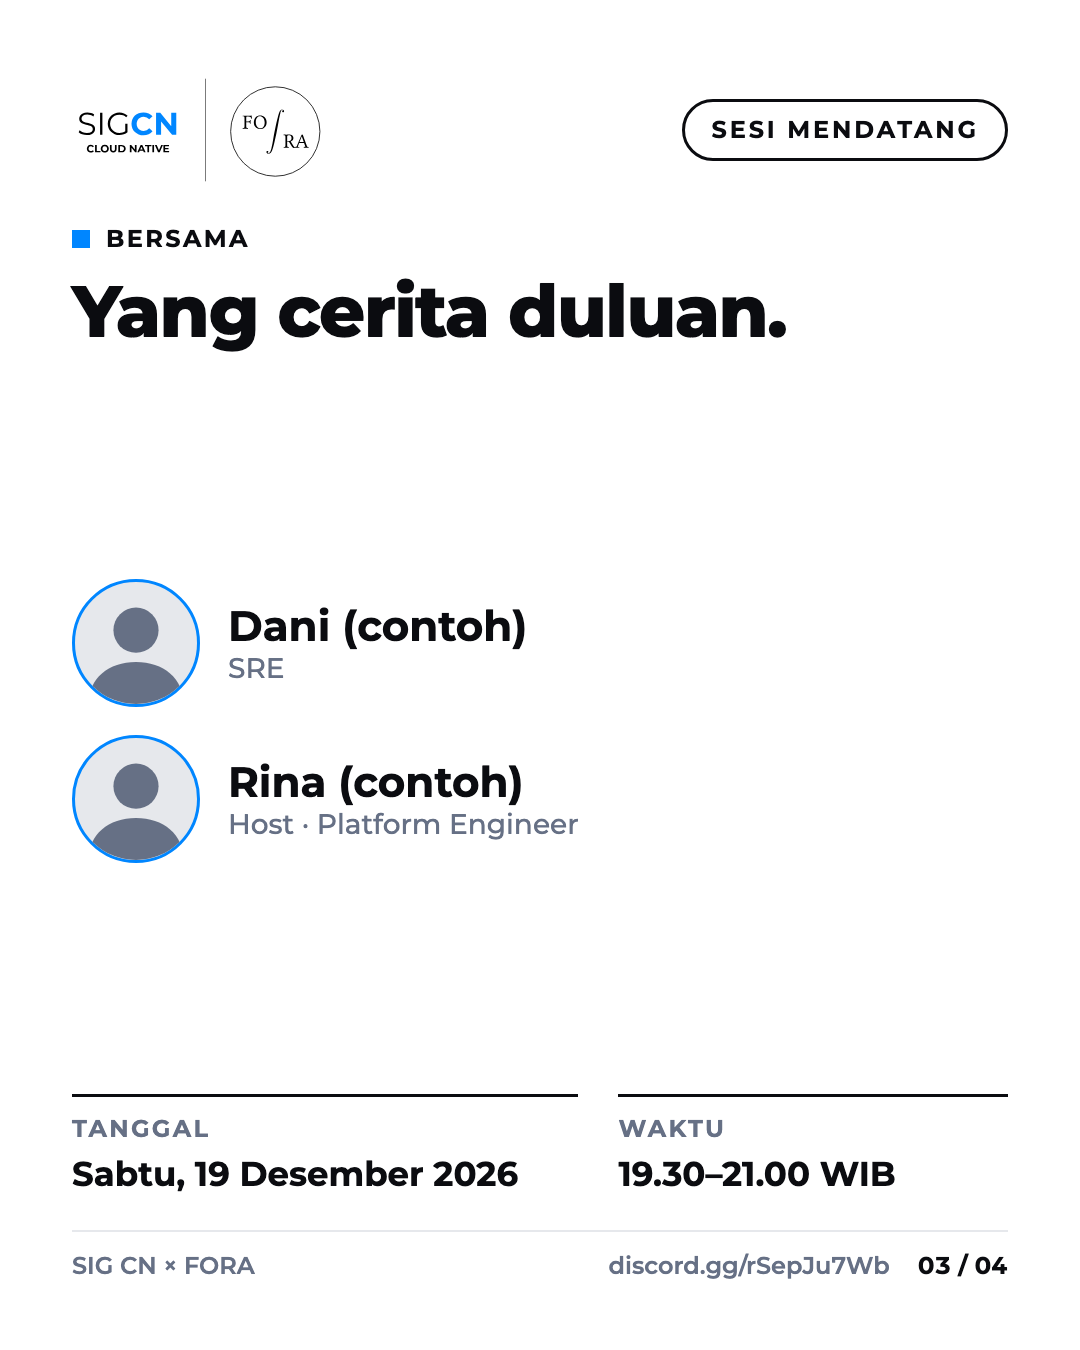 SIGCN
CLOUD NATIVE
FO
RA
SESI MENDATANG
BERSAMA
Yang cerita duluan.
Dani (contoh)
SRE
Rina (contoh)
Host · Platform Engineer
TANGGAL
Sabtu, 19 Desember 2026
WAKTU
19.30–21.00 WIB
SIG CN × FORA
discord.gg/rSepJu7Wb
03 / 04